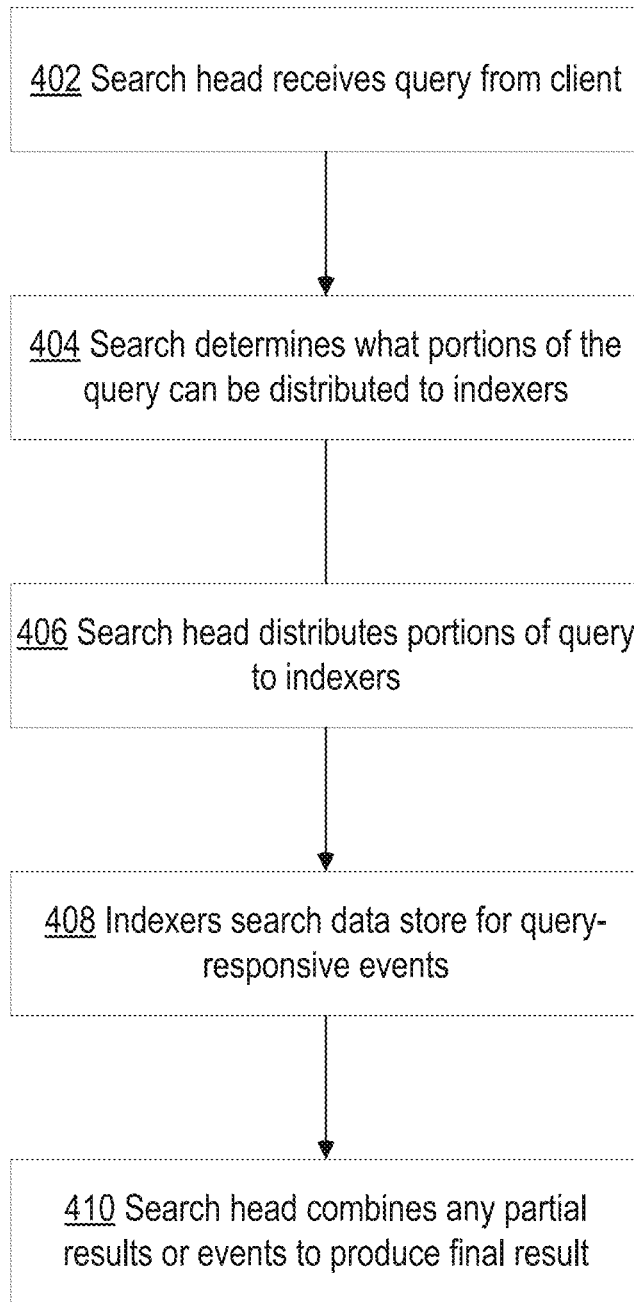 402 Search head receives query from client
404 Search determines what portions of the
query can be distributed to indexers
406 Search head distributes portions of query
to indexers
408 Indexers search data store for query-
responsive events
410 Search head combines any partial
results or events to produce final result